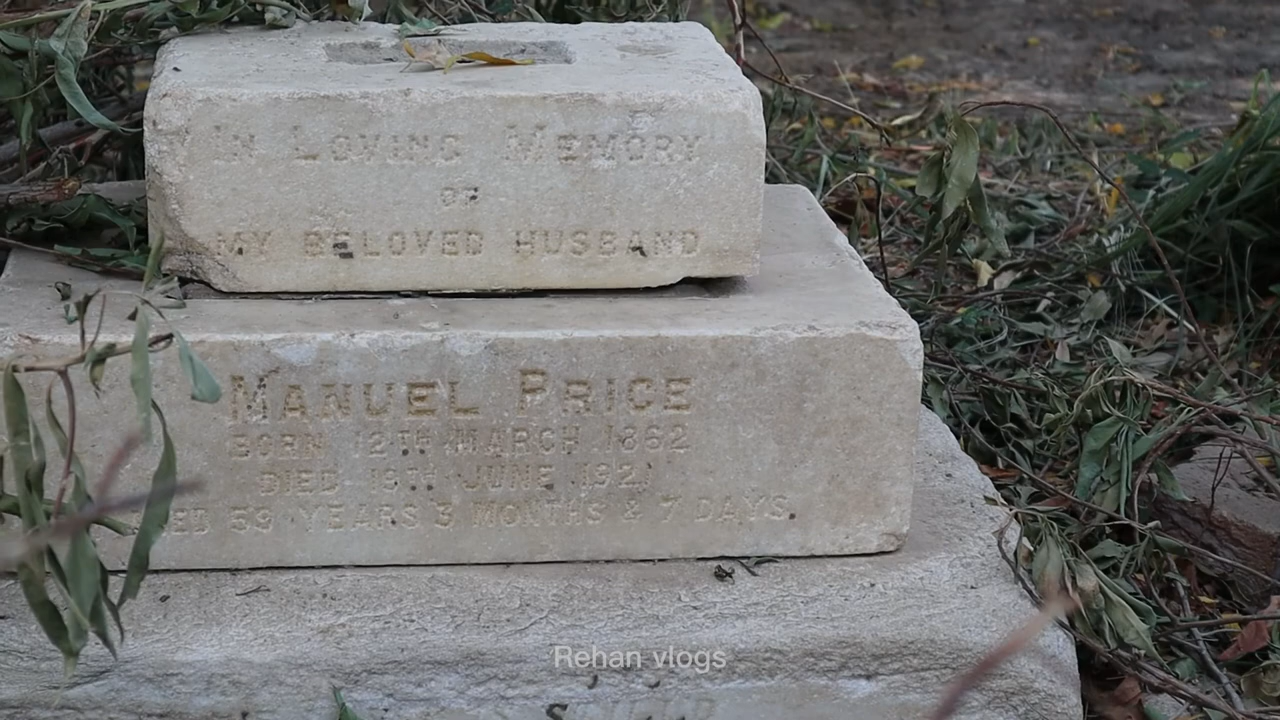 IN LOVING MEMORY
OF
MY BELOVED HUSBAND
MANUEL PRICE
BORN 12TH MARCH 1862
DIED 19TH JUNE 1921
59 YEARS 3 MONTHS & 7 DAYS.
Rehan vlogs